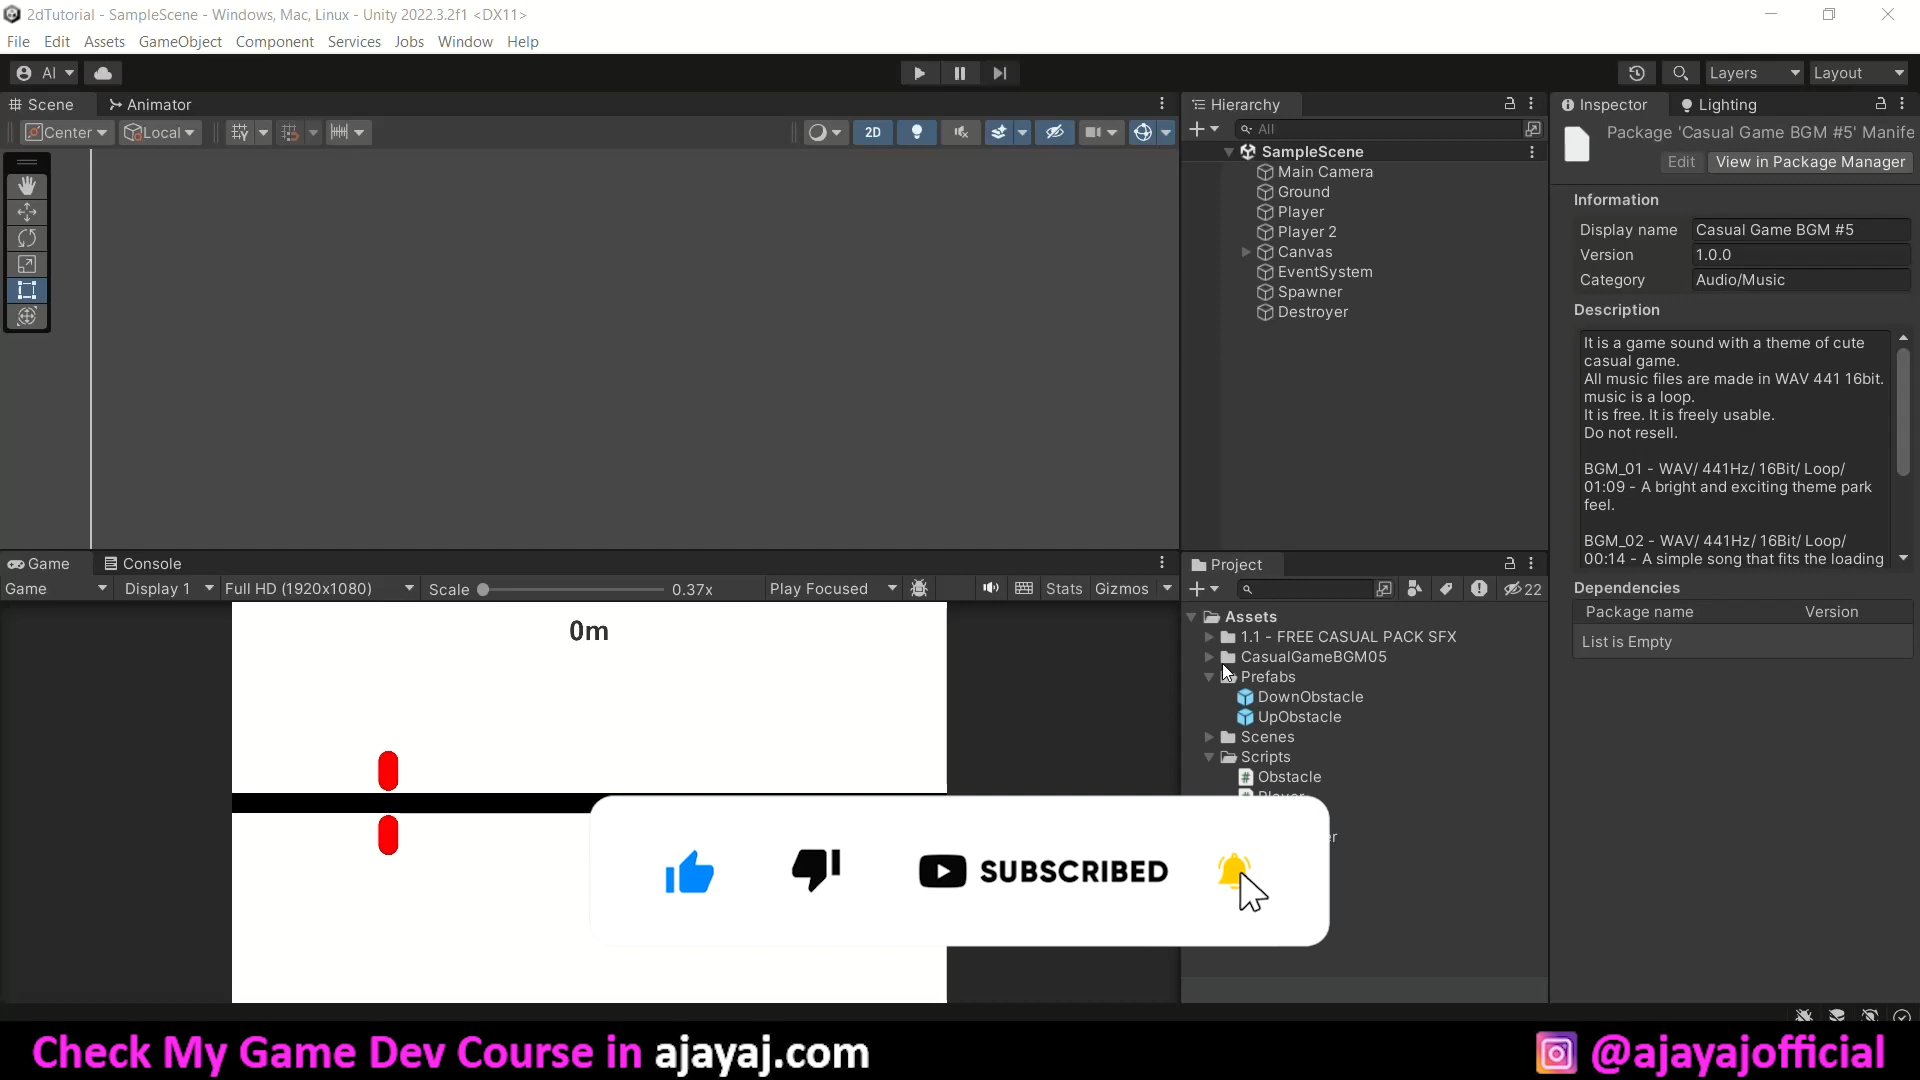 2dTutorial - SampleScene - Windows, Mac, Linux - Unity 2022.3.2f1 <DX11>
File Edit Assets GameObject Component Services Jobs Window Help
AI Layers Layout
Scene Animator
Center Local 2D
Hierarchy
All
SampleScene
Main Camera
Ground
Player
Player 2
Canvas
EventSystem
Spawner
Destroyer
Inspector Lighting
Package 'Casual Game BGM #5' Manife
Edit View in Package Manager
Information
Display name Casual Game BGM #5
Version 1.0.0
Category Audio/Music
Description
It is a game sound with a theme of cute
casual game.
All music files are made in WAV 441 16bit.
music is a loop.
It is free. It is freely usable.
Do not resell.
BGM_01 - WAV/ 441Hz/ 16Bit/ Loop/
01:09 - A bright and exciting theme park
feel.
BGM_02 - WAV/ 441Hz/ 16Bit/ Loop/
00:14 - A simple song that fits the loading
Dependencies
Package name Version
List is Empty
Game Console
Game Display 1 Full HD (1920x1080) Scale 0.37x Play Focused Stats Gizmos
0m
Project
22
Assets
1.1 - FREE CASUAL PACK SFX
CasualGameBGM05
Prefabs
DownObstacle
UpObstacle
Scenes
Scripts
Obstacle
SUBSCRIBED
Check My Game Dev Course in ajayaj.com
@ajayajofficial